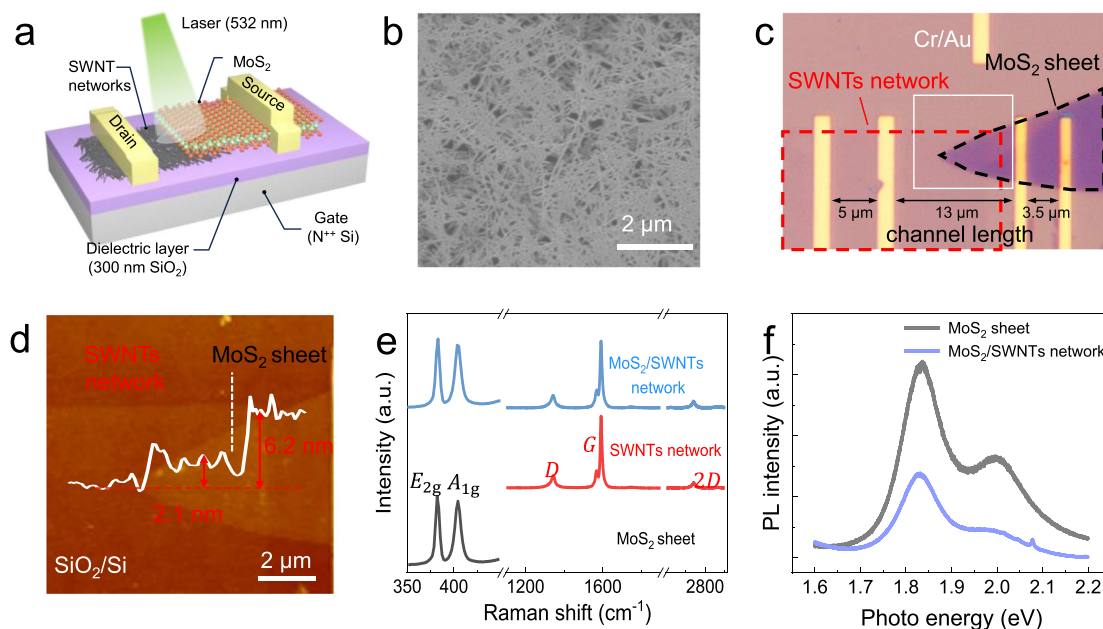 a
Laser (532 nm)
SWNT
networks
MoS₂
Source
Drain
Gate
(N⁺⁺ Si)
Dielectric layer
(300 nm SiO₂)
b
2 μm
c
Cr/Au
SWNTs network
MoS₂ sheet
5 μm
13 μm
3.5 μm
channel length
d
SWNTs
network
MoS₂ sheet
6.2 nm
2.1 nm
SiO₂/Si
2 μm
e
Intensity (a.u.)
MoS₂/SWNTs
network
G
SWNTs network
D
2D
E₂g A₁g
MoS₂ sheet
350 400 1200 1600 2800
Raman shift (cm⁻¹)
f
MoS₂ sheet
MoS₂/SWNTs network
PL intensity (a.u.)
1.6 1.7 1.8 1.9 2.0 2.1 2.2
Photo energy (eV)